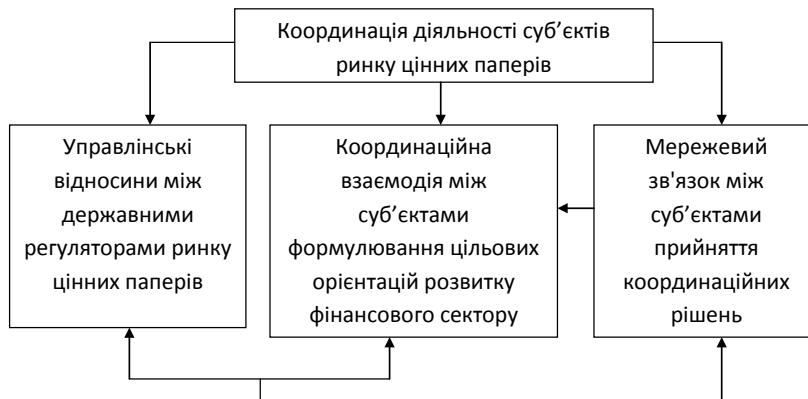 Координація діяльності суб’єктів
ринку цінних паперів
Управлінські
відносини між
державними
регуляторами ринку
цінних паперів
Координаційна
взаємодія між
суб’єктами
формулювання цільових
орієнтацій розвитку
фінансового сектору
Мережевий
зв'язок між
суб’єктами
прийняття
координаційних
рішень